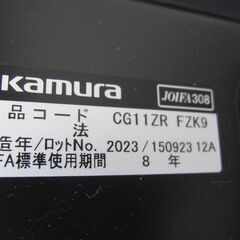 kamura
JOIFA308
品コード CG11ZR FZK9
法
造年/ロットNo. 2023/150923 12A
FA標準使用期間 8 年